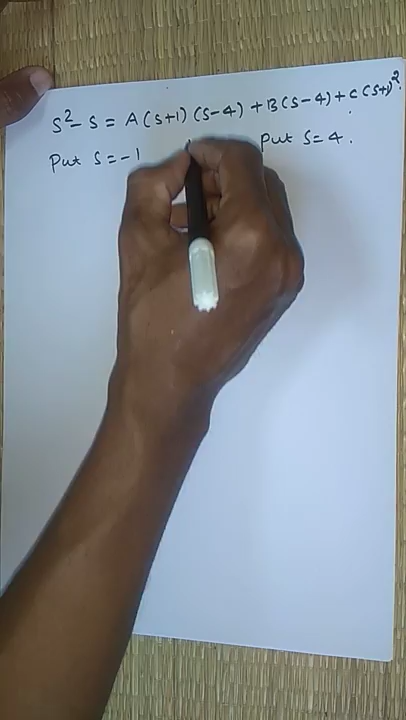 S² - S = A(S+1)(S-4) + B(S-4) + C(S+1)².
Put S = -1 Put S = 4.